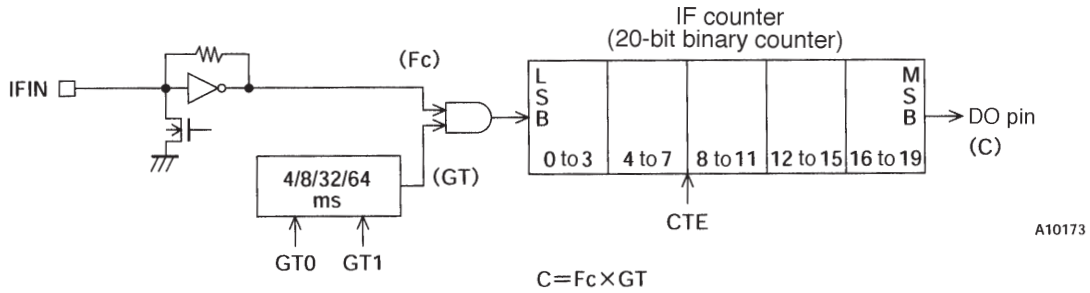 IF counter
(20-bit binary counter)
(Fc)
IFIN
L
S
B
M
S
B
DO pin
(C)
0 to 3
4 to 7
8 to 11
12 to 15
16 to 19
4/8/32/64
ms
(GT)
CTE
GT0
GT1
A10173
C=Fc×GT